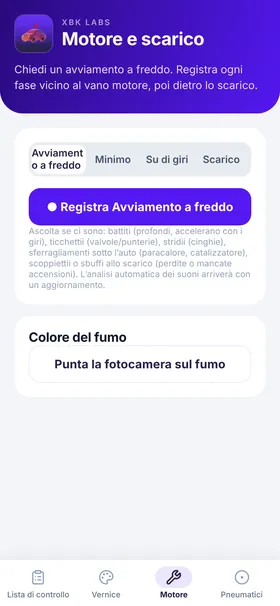 XBK LABS
Motore e scarico
Chiedi un avviamento a freddo. Registra ogni
fase vicino al vano motore, poi dietro lo scarico.
Avviament
o a freddo
Minimo
Su di giri
Scarico
Registra Avviamento a freddo
Ascolta se ci sono: battiti (profondi, accelerano con i
giri), ticchettii (valvole/punterie), stridii (cinghie),
sferragliamenti sotto l'auto (paracalore, catalizzatore),
scoppiettii o sbuffi allo scarico (perdite o mancate
accensioni). L'analisi automatica dei suoni arriverà con
un aggiornamento.
Colore del fumo
Punta la fotocamera sul fumo
Lista di controllo
Vernice
Motore
Pneumatici